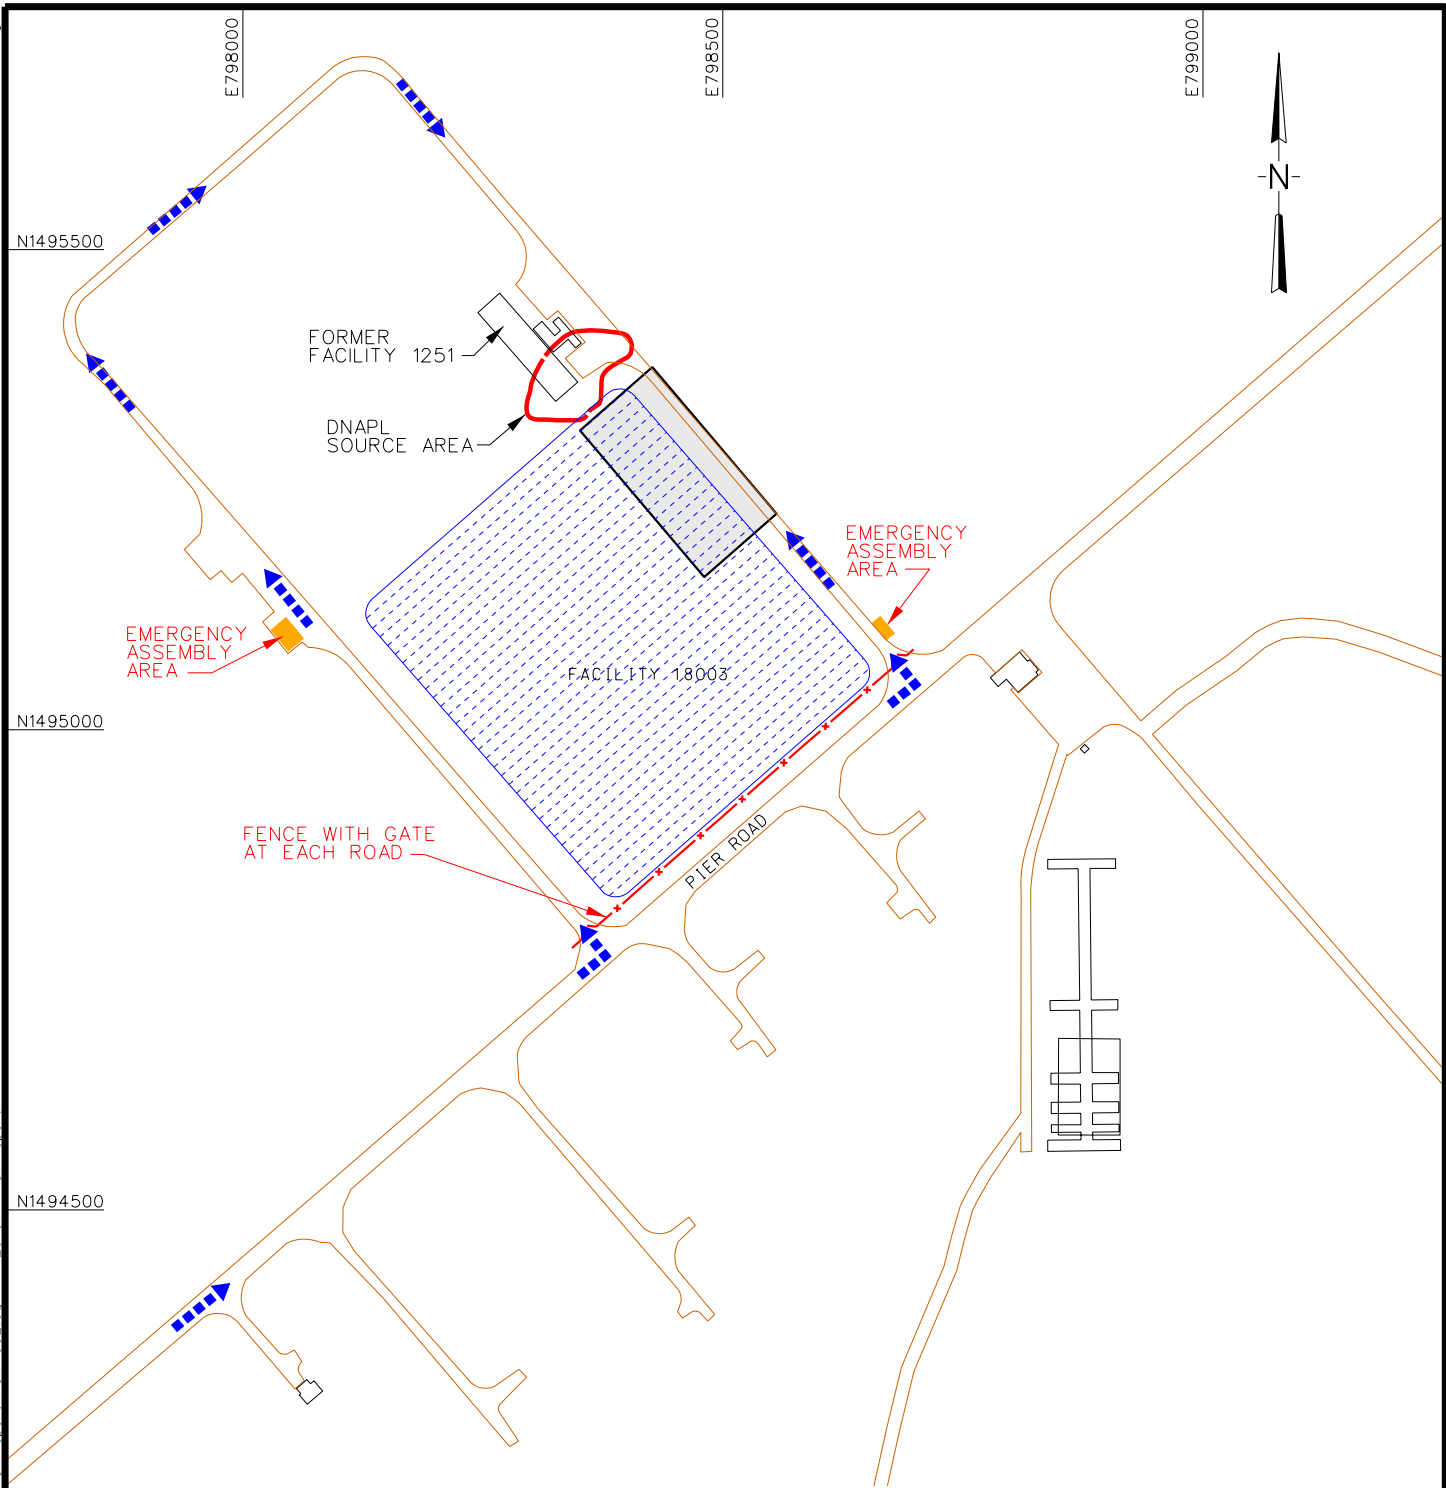 E798000
E798500
E799000
-N-
N1495500
FORMER
FACILITY 1251
DNAPL
SOURCE AREA
EMERGENCY
ASSEMBLY
AREA
EMERGENCY
ASSEMBLY
AREA
FACILITY 18003
N1495000
FENCE WITH GATE
AT EACH ROAD
PIER ROAD
N1494500